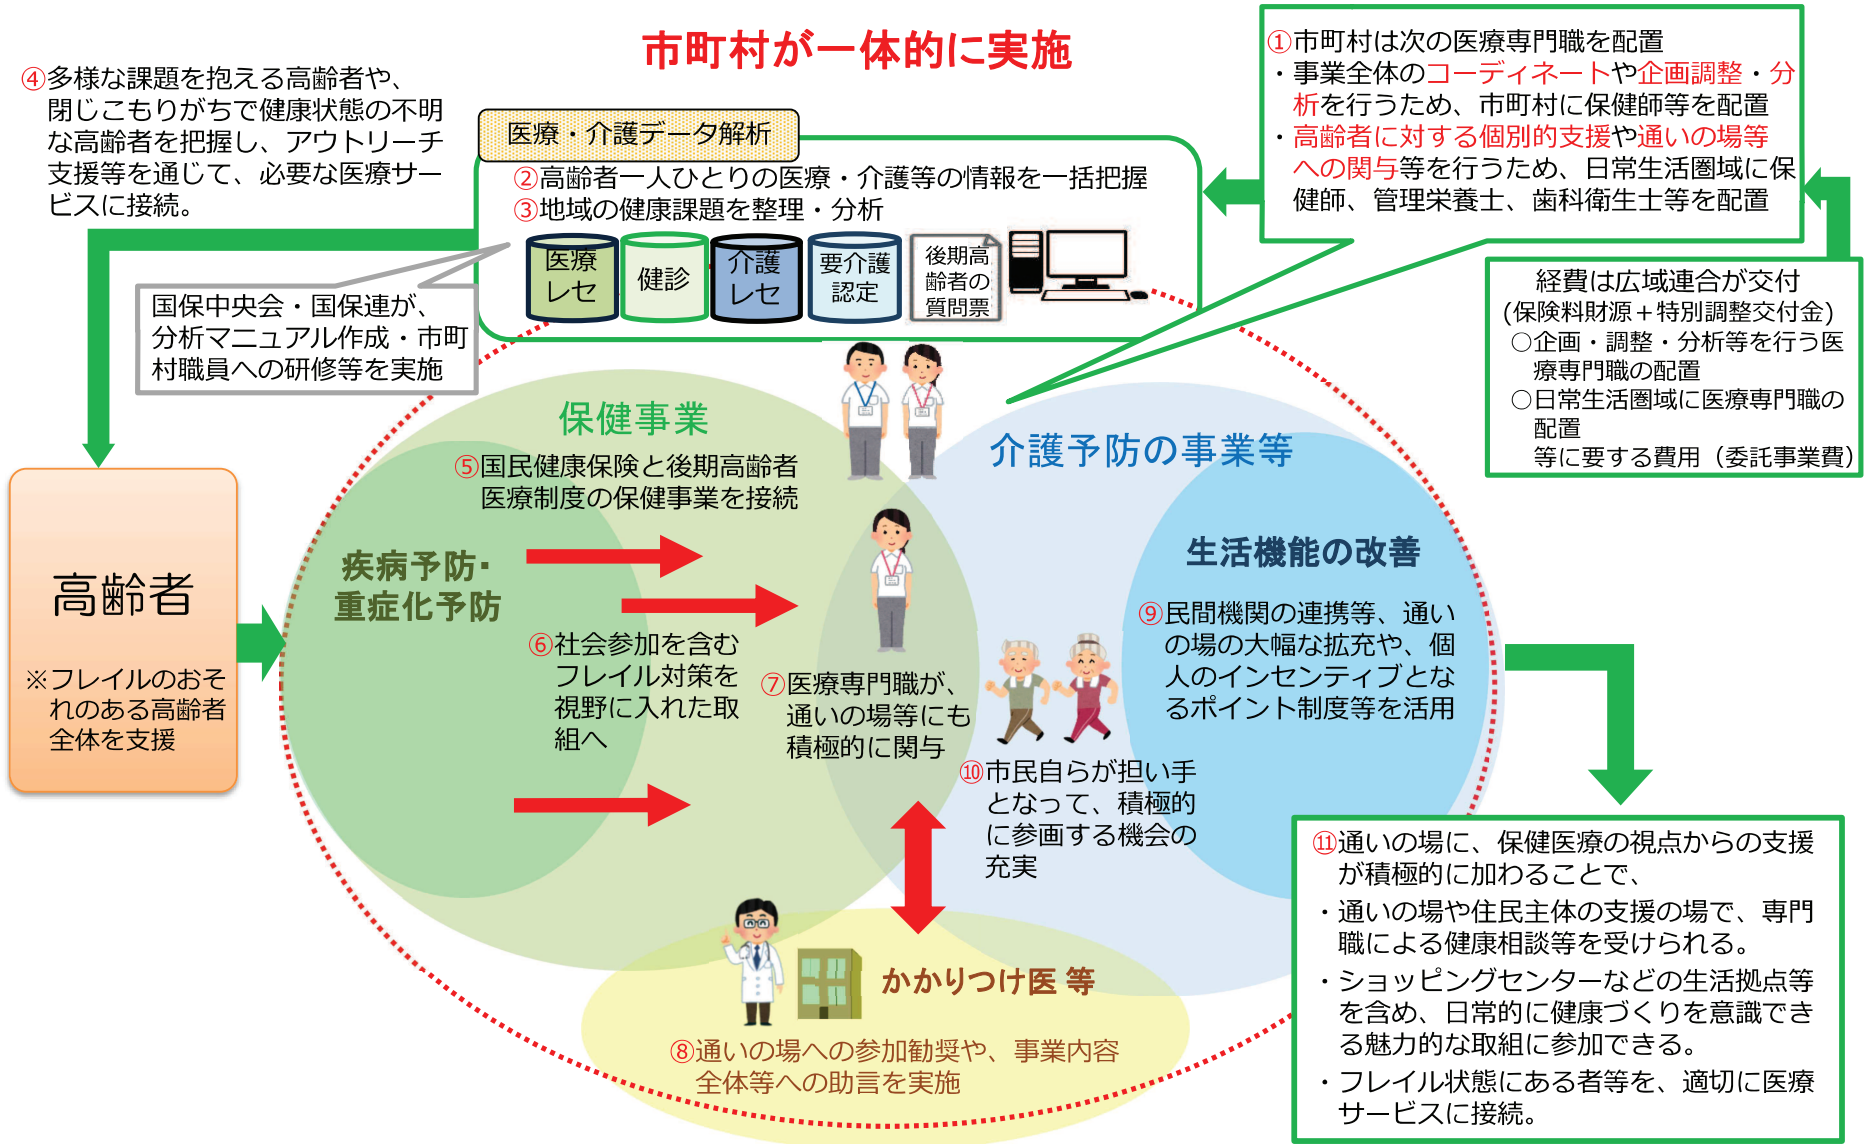 市町村が一体的に実施
①市町村は次の医療専門職を配置
・事業全体のコーディネートや企画調整・分
析を行うため、市町村に保健師等を配置
・高齢者に対する個別的支援や通いの場等
への関与等を行うため、日常生活圏域に保
健師、管理栄養士、歯科衛生士等を配置
④多様な課題を抱える高齢者や、
閉じこもりがちで健康状態の不明
な高齢者を把握し、アウトリーチ
支援等を通じて、必要な医療サー
ビスに接続。
医療・介護データ解析
②高齢者一人ひとりの医療・介護等の情報を一括把握
③地域の健康課題を整理・分析
医療
レセ
健診
介護
レセ
要介護
認定
後期高
齢者の
質問票
国保中央会・国保連が、
分析マニュアル作成・市町
村職員への研修等を実施
経費は広域連合が交付
(保険料財源＋特別調整交付金)
○企画・調整・分析等を行う医
療専門職の配置
○日常生活圏域に医療専門職の
配置
等に要する費用（委託事業費）
保健事業
⑤国民健康保険と後期高齢者
医療制度の保健事業を接続
介護予防の事業等
疾病予防・
重症化予防
生活機能の改善
高齢者
※フレイルのおそ
れのある高齢者
全体を支援
⑥社会参加を含む
フレイル対策を
視野に入れた取
組へ
⑦医療専門職が、
通いの場等にも
積極的に関与
⑨民間機関の連携等、通い
の場の大幅な拡充や、個
人のインセンティブとな
るポイント制度等を活用
⑩市民自らが担い手
となって、積極的
に参画する機会の
充実
かかりつけ医 等
⑧通いの場への参加勧奨や、事業内容
全体等への助言を実施
⑪通いの場に、保健医療の視点からの支援
が積極的に加わることで、
・通いの場や住民主体の支援の場で、専門
職による健康相談等を受けられる。
・ショッピングセンターなどの生活拠点等
を含め、日常的に健康づくりを意識でき
る魅力的な取組に参加できる。
・フレイル状態にある者等を、適切に医療
サービスに接続。